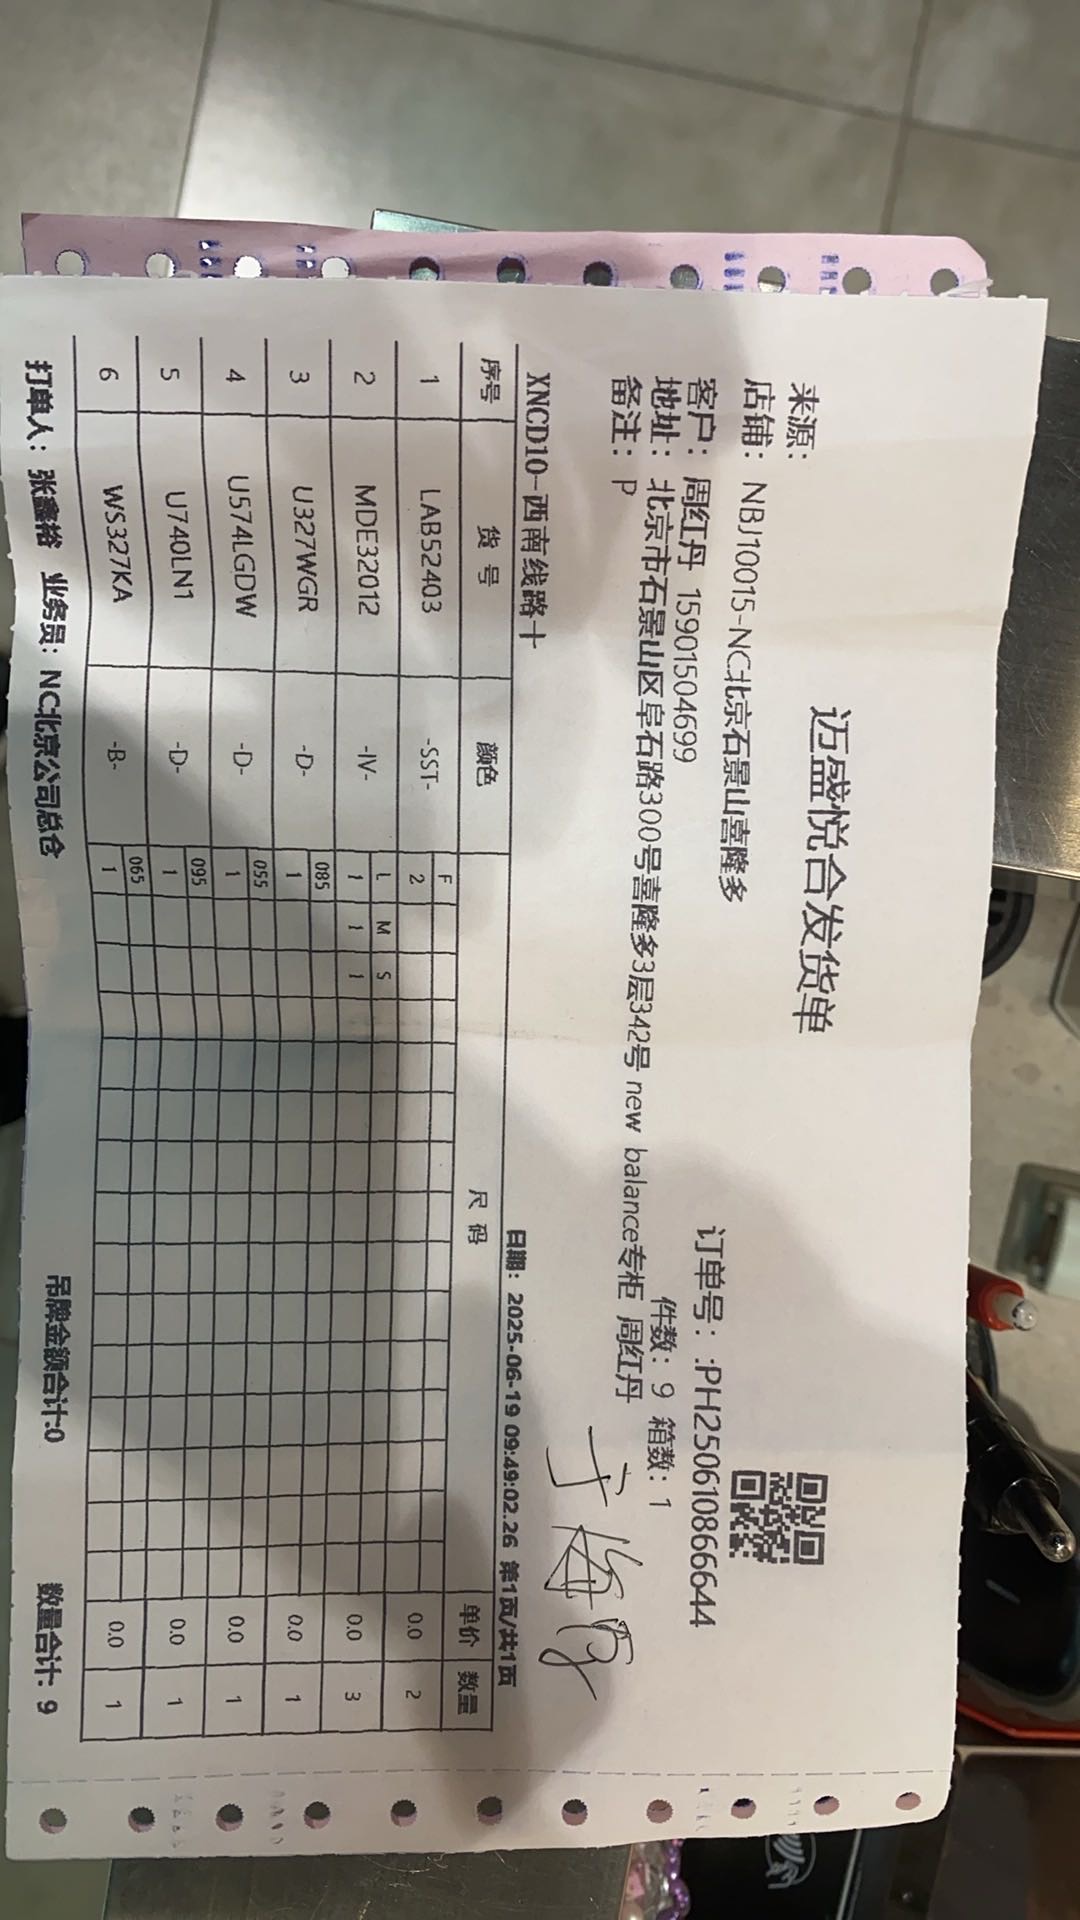 迈盛悦合发货单
来源：
店铺： NBJ10015-NC北京石景山喜隆多
订单号：:PH250610866644
客户： 周红丹 15901504699
件数： 9 箱数： 1
地址： 北京市石景山区阜石路300号喜隆多3层342号 new balance专柜 周红丹
备注： P
XNCD10-西南线路十 日期： 2025-06-19 09:49:02.26 第1页/共1页
序号 货号 颜色 尺码 单价 数量
F
1 LAB52403 -SST- 2 0.0 2
L M S
2 MDE32012 -IV- 1 1 1 0.0 3
085
3 U327WGR -D- 1 0.0 1
055
4 U574LGDW -D- 1 0.0 1
095
5 U740LN1 -D- 1 0.0 1
065
6 WS327KA -B- 1 0.0 1
打单人： 张鑫裕 业务员： NC北京公司总仓 吊牌金额合计:0 数量合计: 9